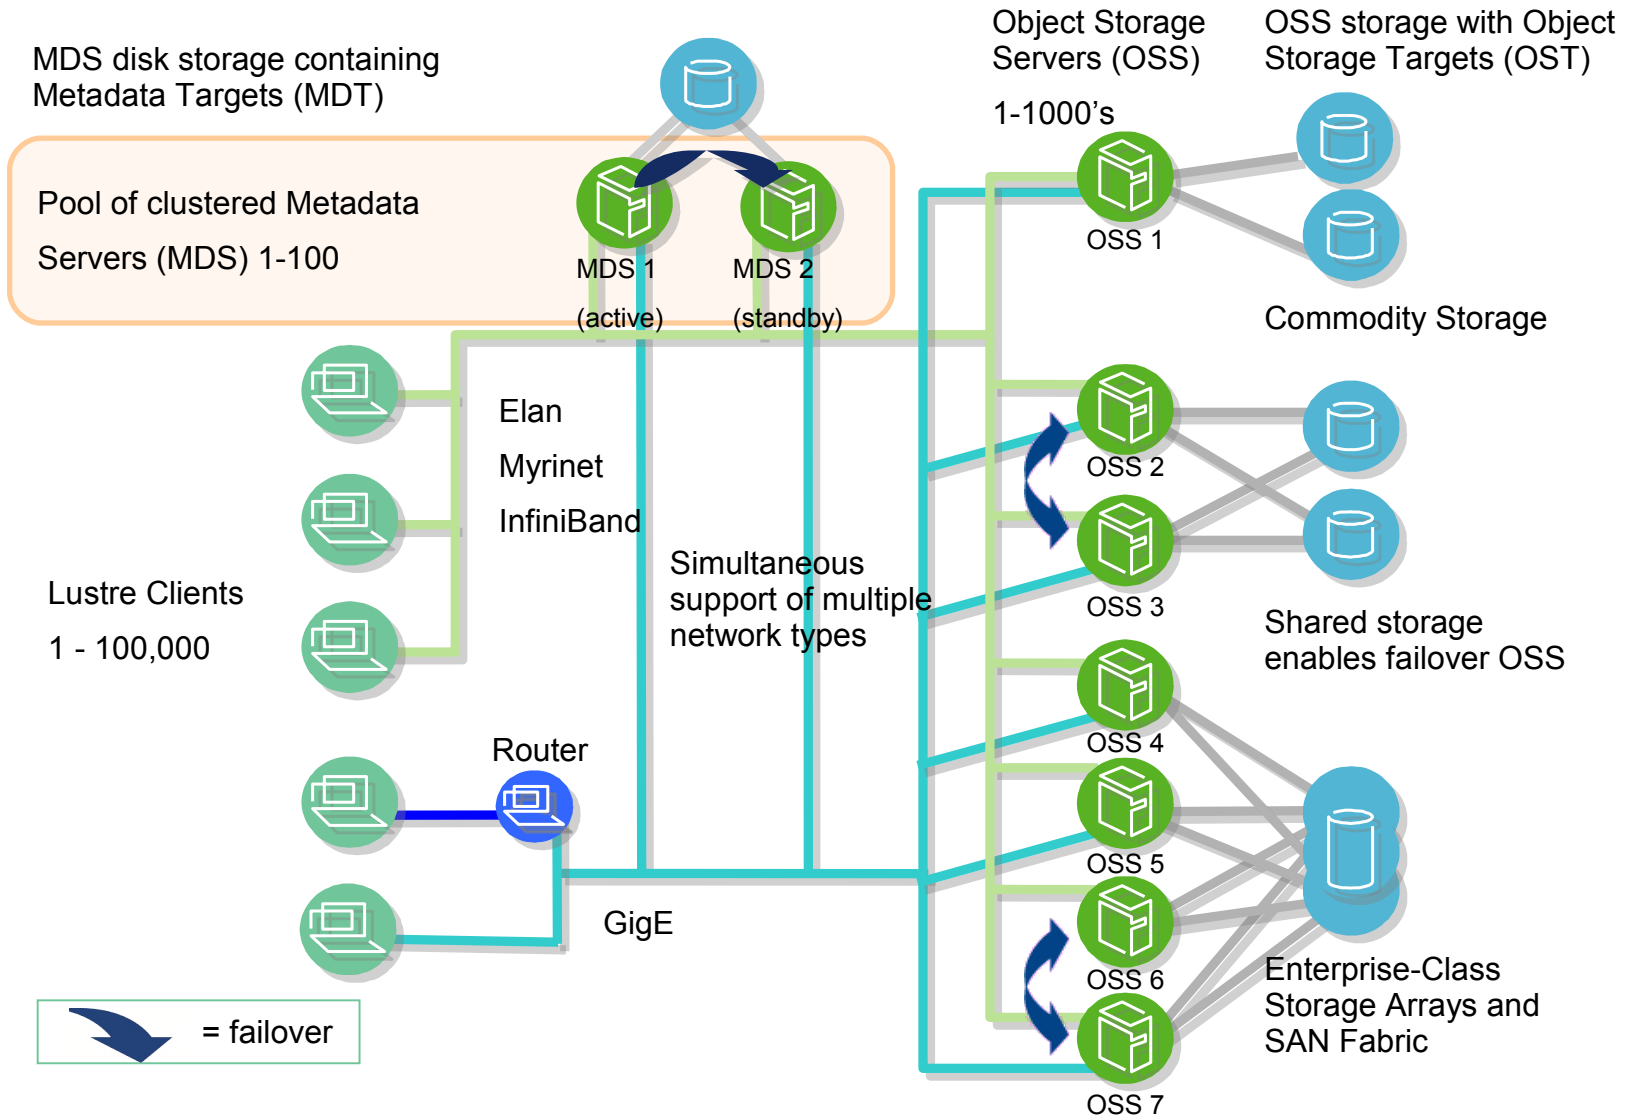 MDS disk storage containing
Metadata Targets (MDT)
Object Storage
Servers (OSS)
1-1000’s
OSS storage with Object
Storage Targets (OST)
Pool of clustered Metadata
Servers (MDS) 1-100
MDS 1
(active)
MDS 2
(standby)
OSS 1
Commodity Storage
Elan
Myrinet
InfiniBand
OSS 2
OSS 3
Simultaneous
support of multiple
network types
Lustre Clients
1 - 100,000
Shared storage
enables failover OSS
Router
OSS 4
OSS 5
GigE
OSS 6
Enterprise-Class
Storage Arrays and
SAN Fabric
= failover
OSS 7